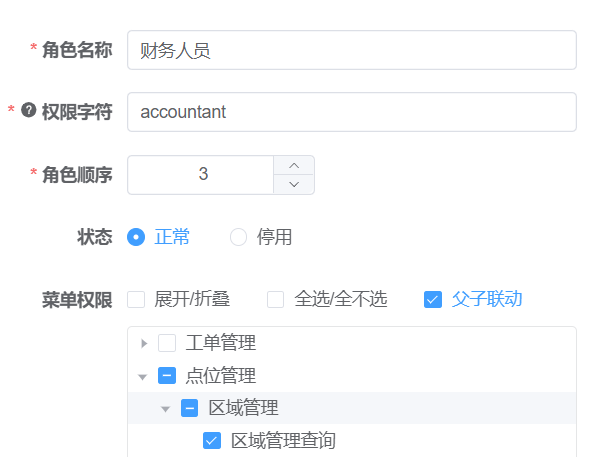 * 角色名称 财务人员
* ? 权限字符 accountant
* 角色顺序 3
状态 正常 停用
菜单权限 展开/折叠 全选/全不选 父子联动
工单管理
点位管理
区域管理
区域管理查询